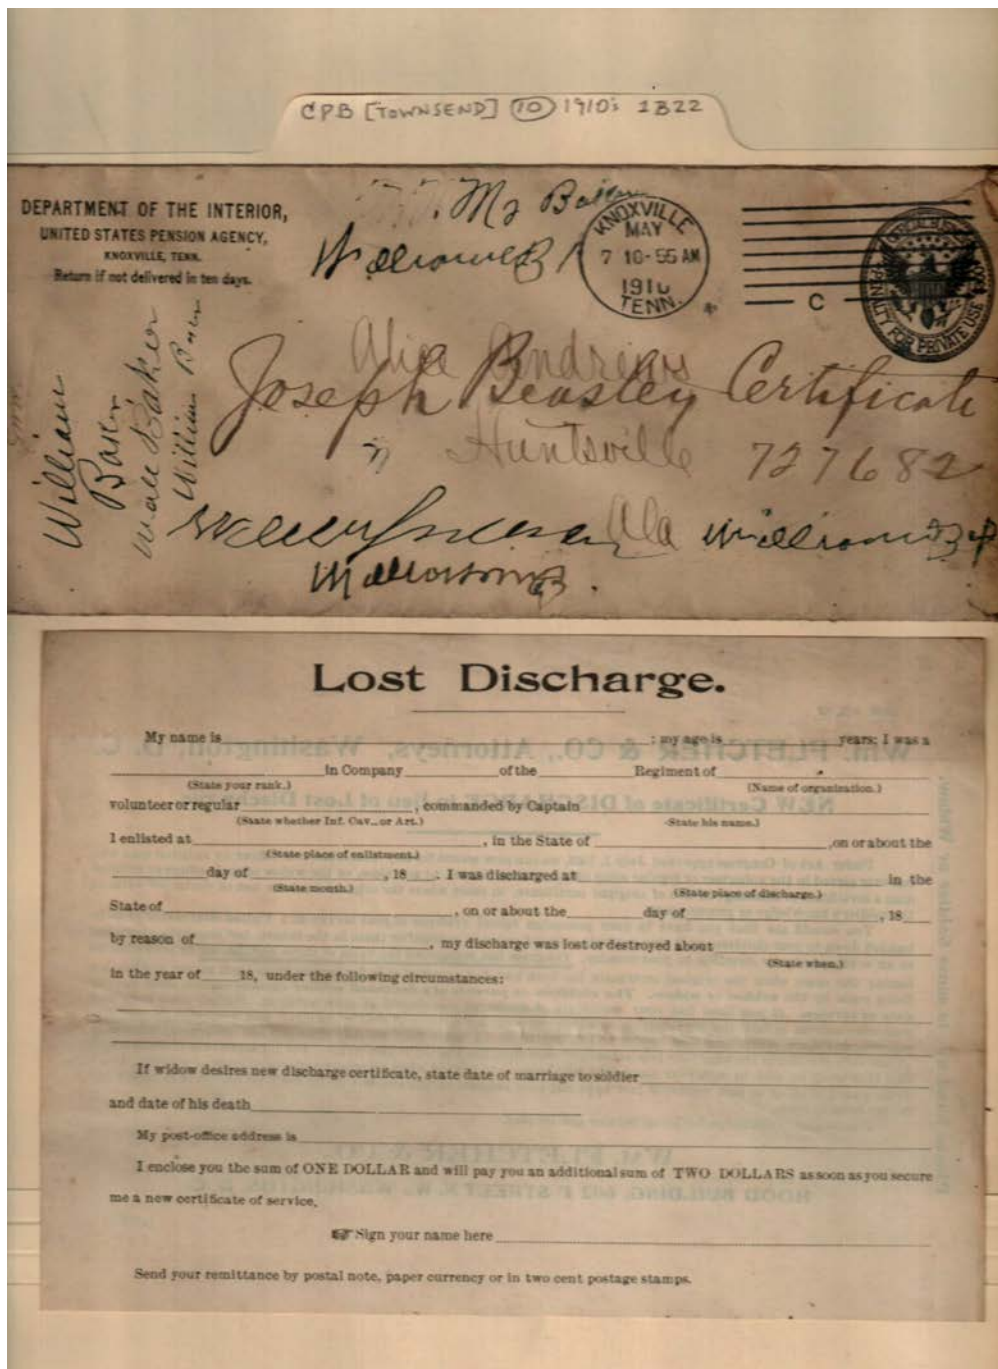 CPB [TOWNSEND] (10) 1910's 1322
DEPARTMENT OF THE INTERIOR,
UNITED STATES PENSION AGENCY,
KNOXVILLE, TENN.
Return if not delivered in ten days.
KNOXVILLE
MAY
7 10-55 AM
1910
TENN.
C
PENALTY FOR PRIVATE USE $300
William
Baker
William
Alice Andrews
Joseph Beasley Certificate
Huntsville 727682
Ala
Lost Discharge.
My name is ; my age is years; I was a
in Company of the Regiment of
(State your rank.) (Name of organization.)
volunteer or regular , commanded by Captain
(State whether Inf. Cav., or Art.) (State his name.)
I enlisted at , in the State of , on or about the
(State place of enlistment.)
day of , 18 . I was discharged at in the
(State month.) (State place of discharge.)
State of , on or about the day of , 18
by reason of , my discharge was lost or destroyed about
(State when.)
in the year of 18, under the following circumstances:
If widow desires new discharge certificate, state date of marriage to soldier
and date of his death
My post-office address is
I enclose you the sum of ONE DOLLAR and will pay you an additional sum of TWO DOLLARS as soon as you secure
me a new certificate of service.
☞ Sign your name here
Send your remittance by postal note, paper currency or in two cent postage stamps.